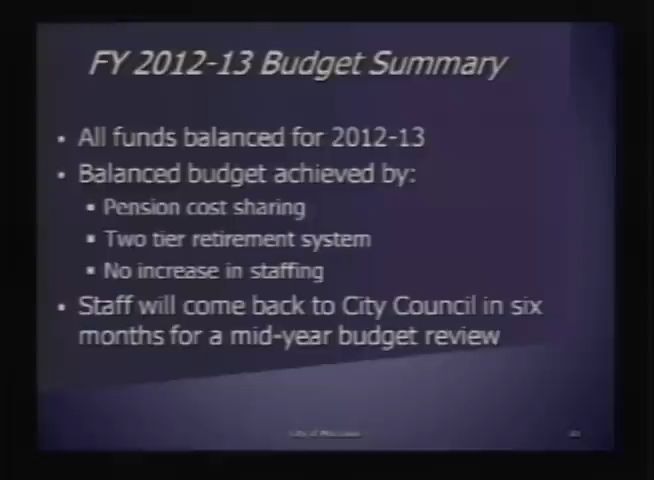 FY 2012-13 Budget Summary
• All funds balanced for 2012-13
• Balanced budget achieved by:
▪ Pension cost sharing
▪ Two tier retirement system
▪ No increase in staffing
• Staff will come back to City Council in six
months for a mid-year budget review
City of